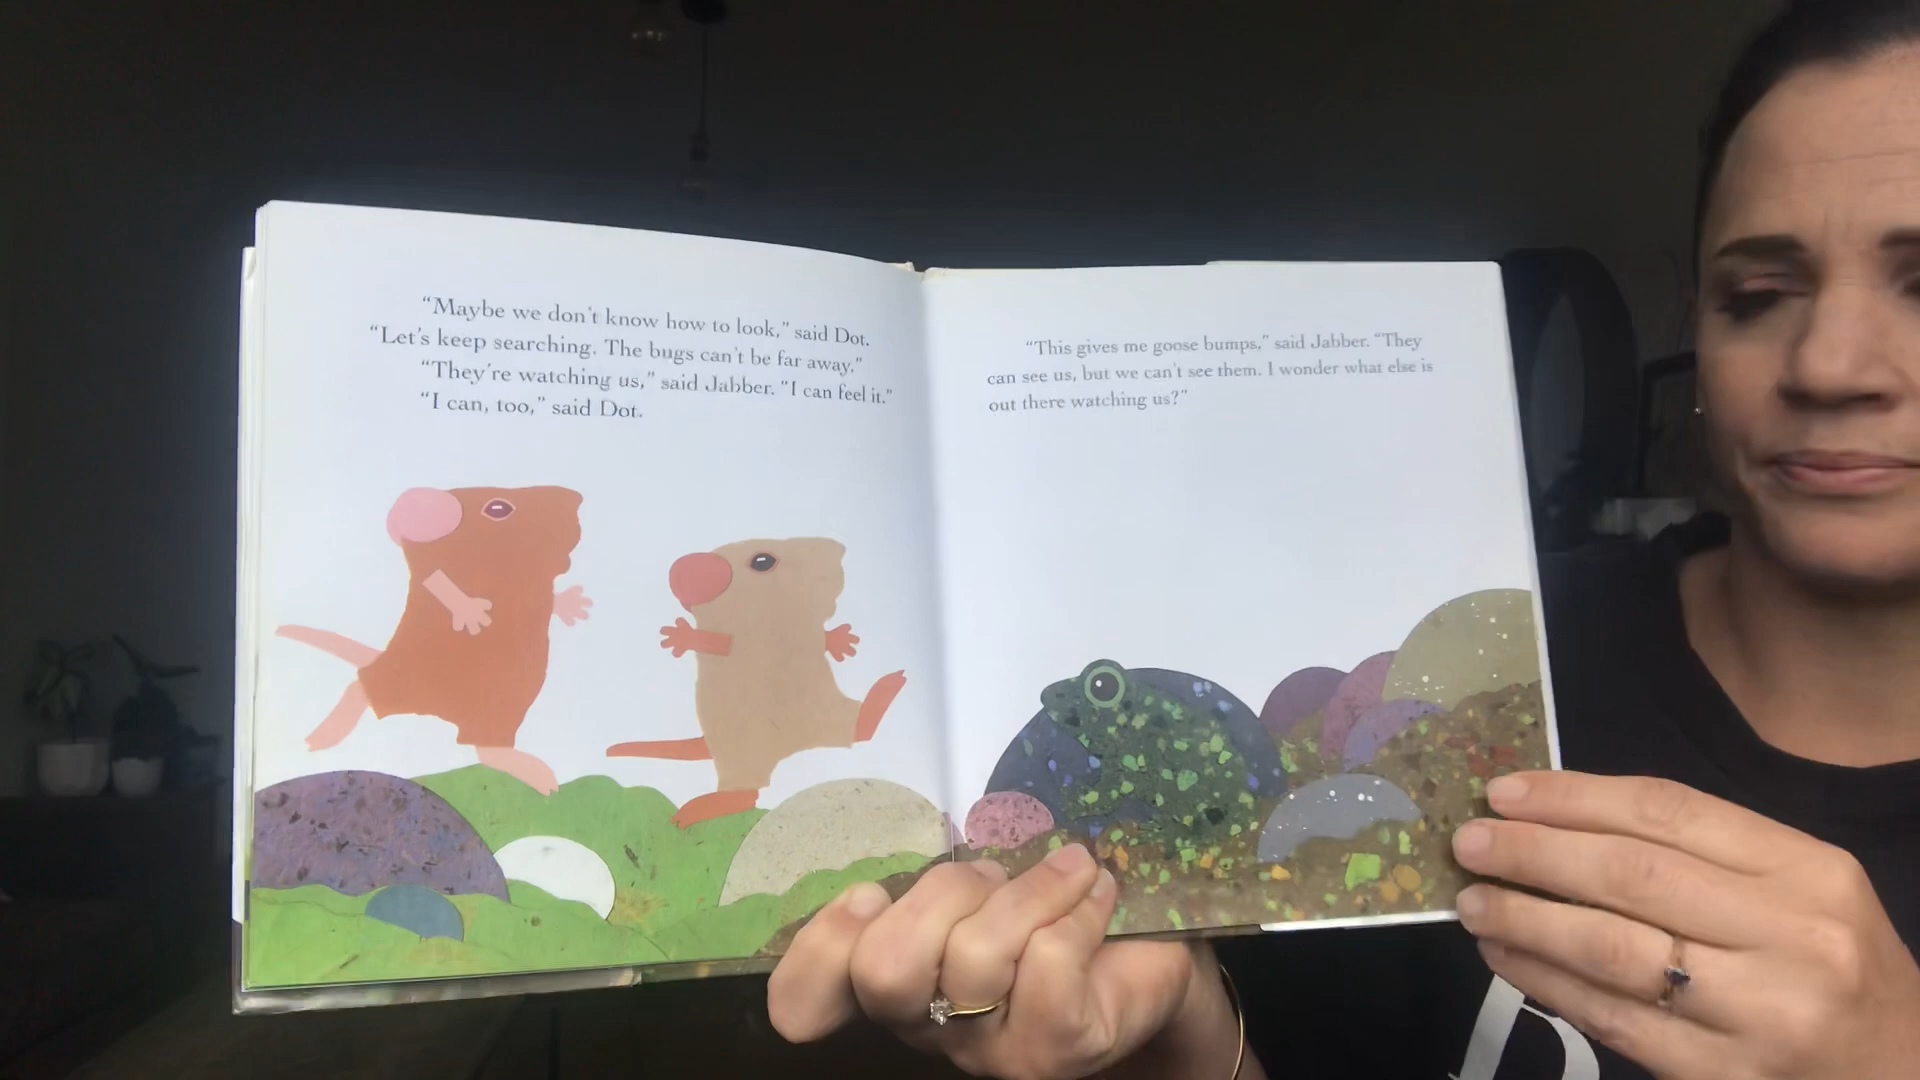 “Maybe we don't know how to look,” said Dot.
“Let's keep searching. The bugs can't be far away.”
“They're watching us,” said Jabber. “I can feel it.”
“I can, too,” said Dot.
“This gives me goose bumps,” said Jabber. “They
can see us, but we can't see them. I wonder what else is
out there watching us?”